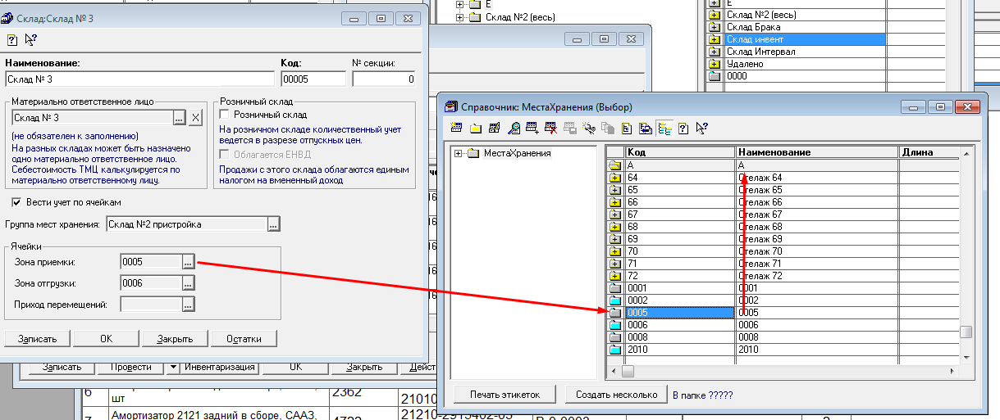 Склад:Склад № 3
Наименование:
Код:
№ секции:
Склад № 3
00005
0
Материально ответственное лицо
Склад № 3
...
X
(не обязателен к заполнению)
На разных складах может быть назначено
одно материально ответственное лицо.
Себестоимость ТМЦ калькулируется по
материально ответственному лицу.
Розничный склад
Розничный склад
На розничном складе количественный учет
ведется в разрезе отпускных цен.
Облагается ЕНВД
Продажи с этого склада облагаются единым
налогом на вмененный доход
Вести учет по ячейкам
Группа мест хранения:
Склад №2 пристройка
...
Ячейки
Зона приемки:
0005
...
Зона отгрузки:
0006
...
Приход перемещений:
...
Записать
OK
Закрыть
Остатки
Е
Склад №2 (весь)
Е
Склад №2 (весь)
Склад Брака
Склад инвент
Склад Интервал
Удалено
0000
Справочник: МестаХранения (Выбор)
МестаХранения
Код Наименование Длина
А А
64 Стелаж 64
65 Стелаж 65
66 Стелаж 66
67 Стелаж 67
68 Стелаж 68
69 Стелаж 69
70 Стелаж 70
71 Стелаж 71
72 Стелаж 72
0001 0001
0002 0002
0005 0005
0006 0006
0008 0008
2010 2010
Печать этикеток
Создать несколько
В папке ?????
Записать
Провести
Инвентаризация
OK
Закрыть
Дейст
6
шт
2362
21010
Амортизатор 2121 задний в сборе, СААЗ,